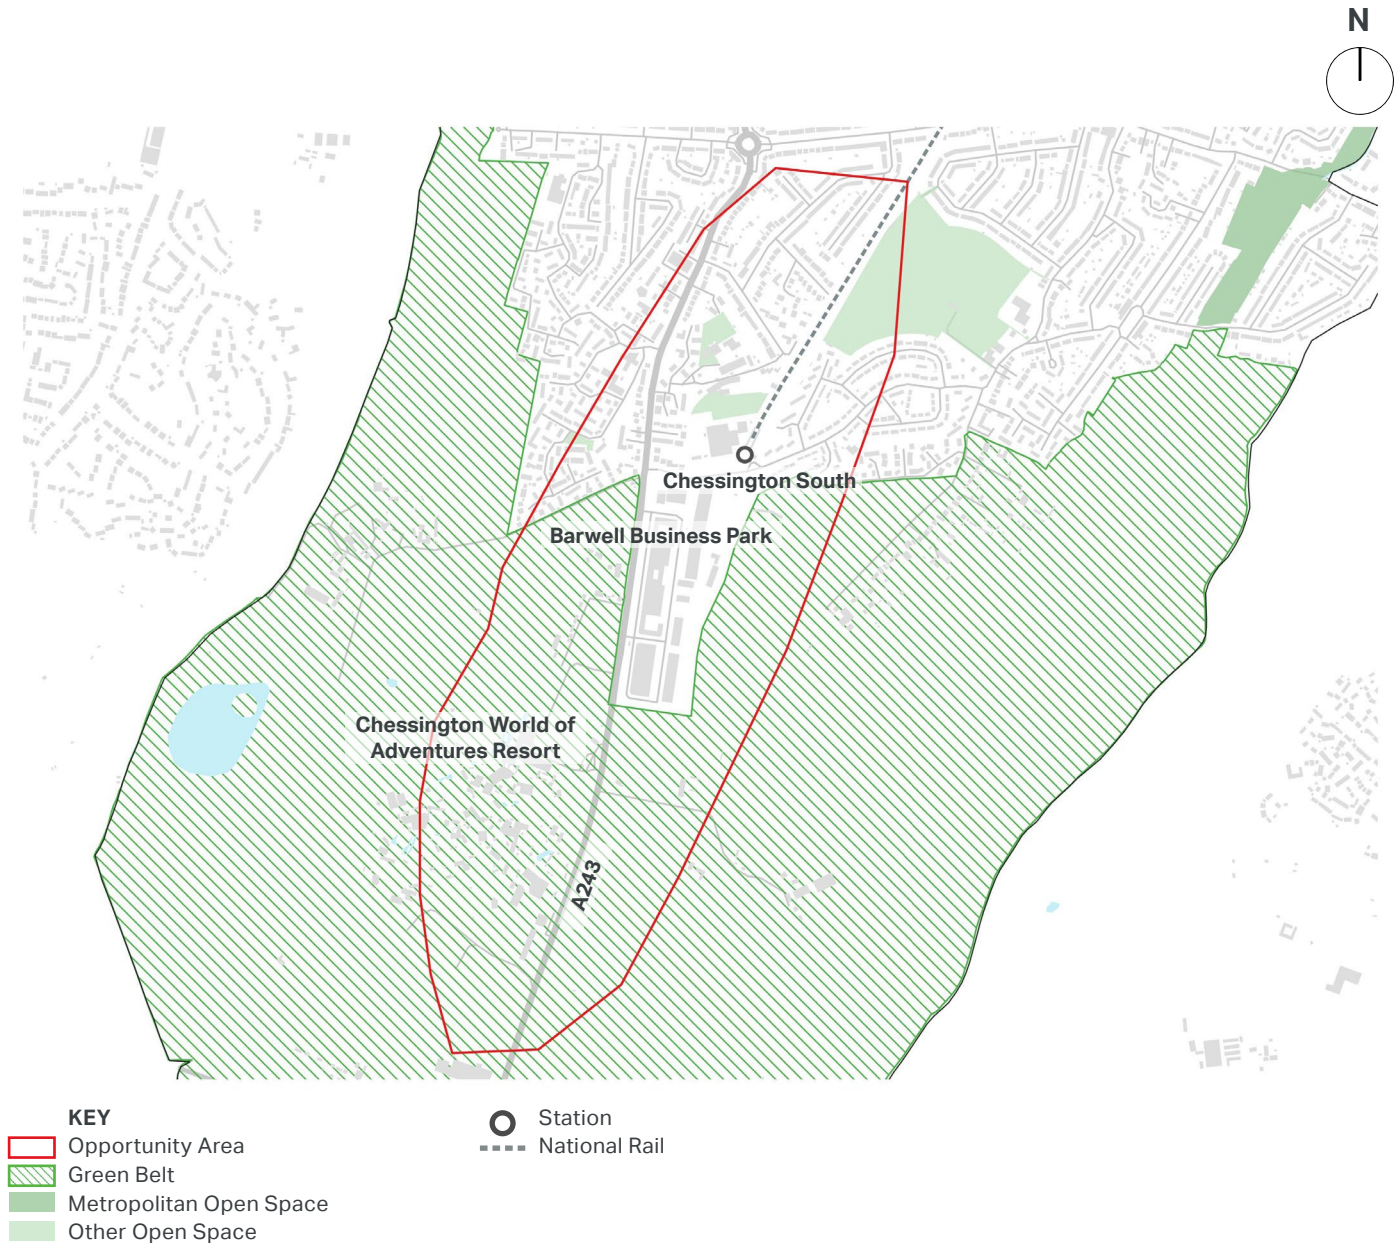 N
Chessington South
Barwell Business Park
Chessington World of
Adventures Resort
A243
KEY
Opportunity Area
Green Belt
Metropolitan Open Space
Other Open Space
Station
National Rail